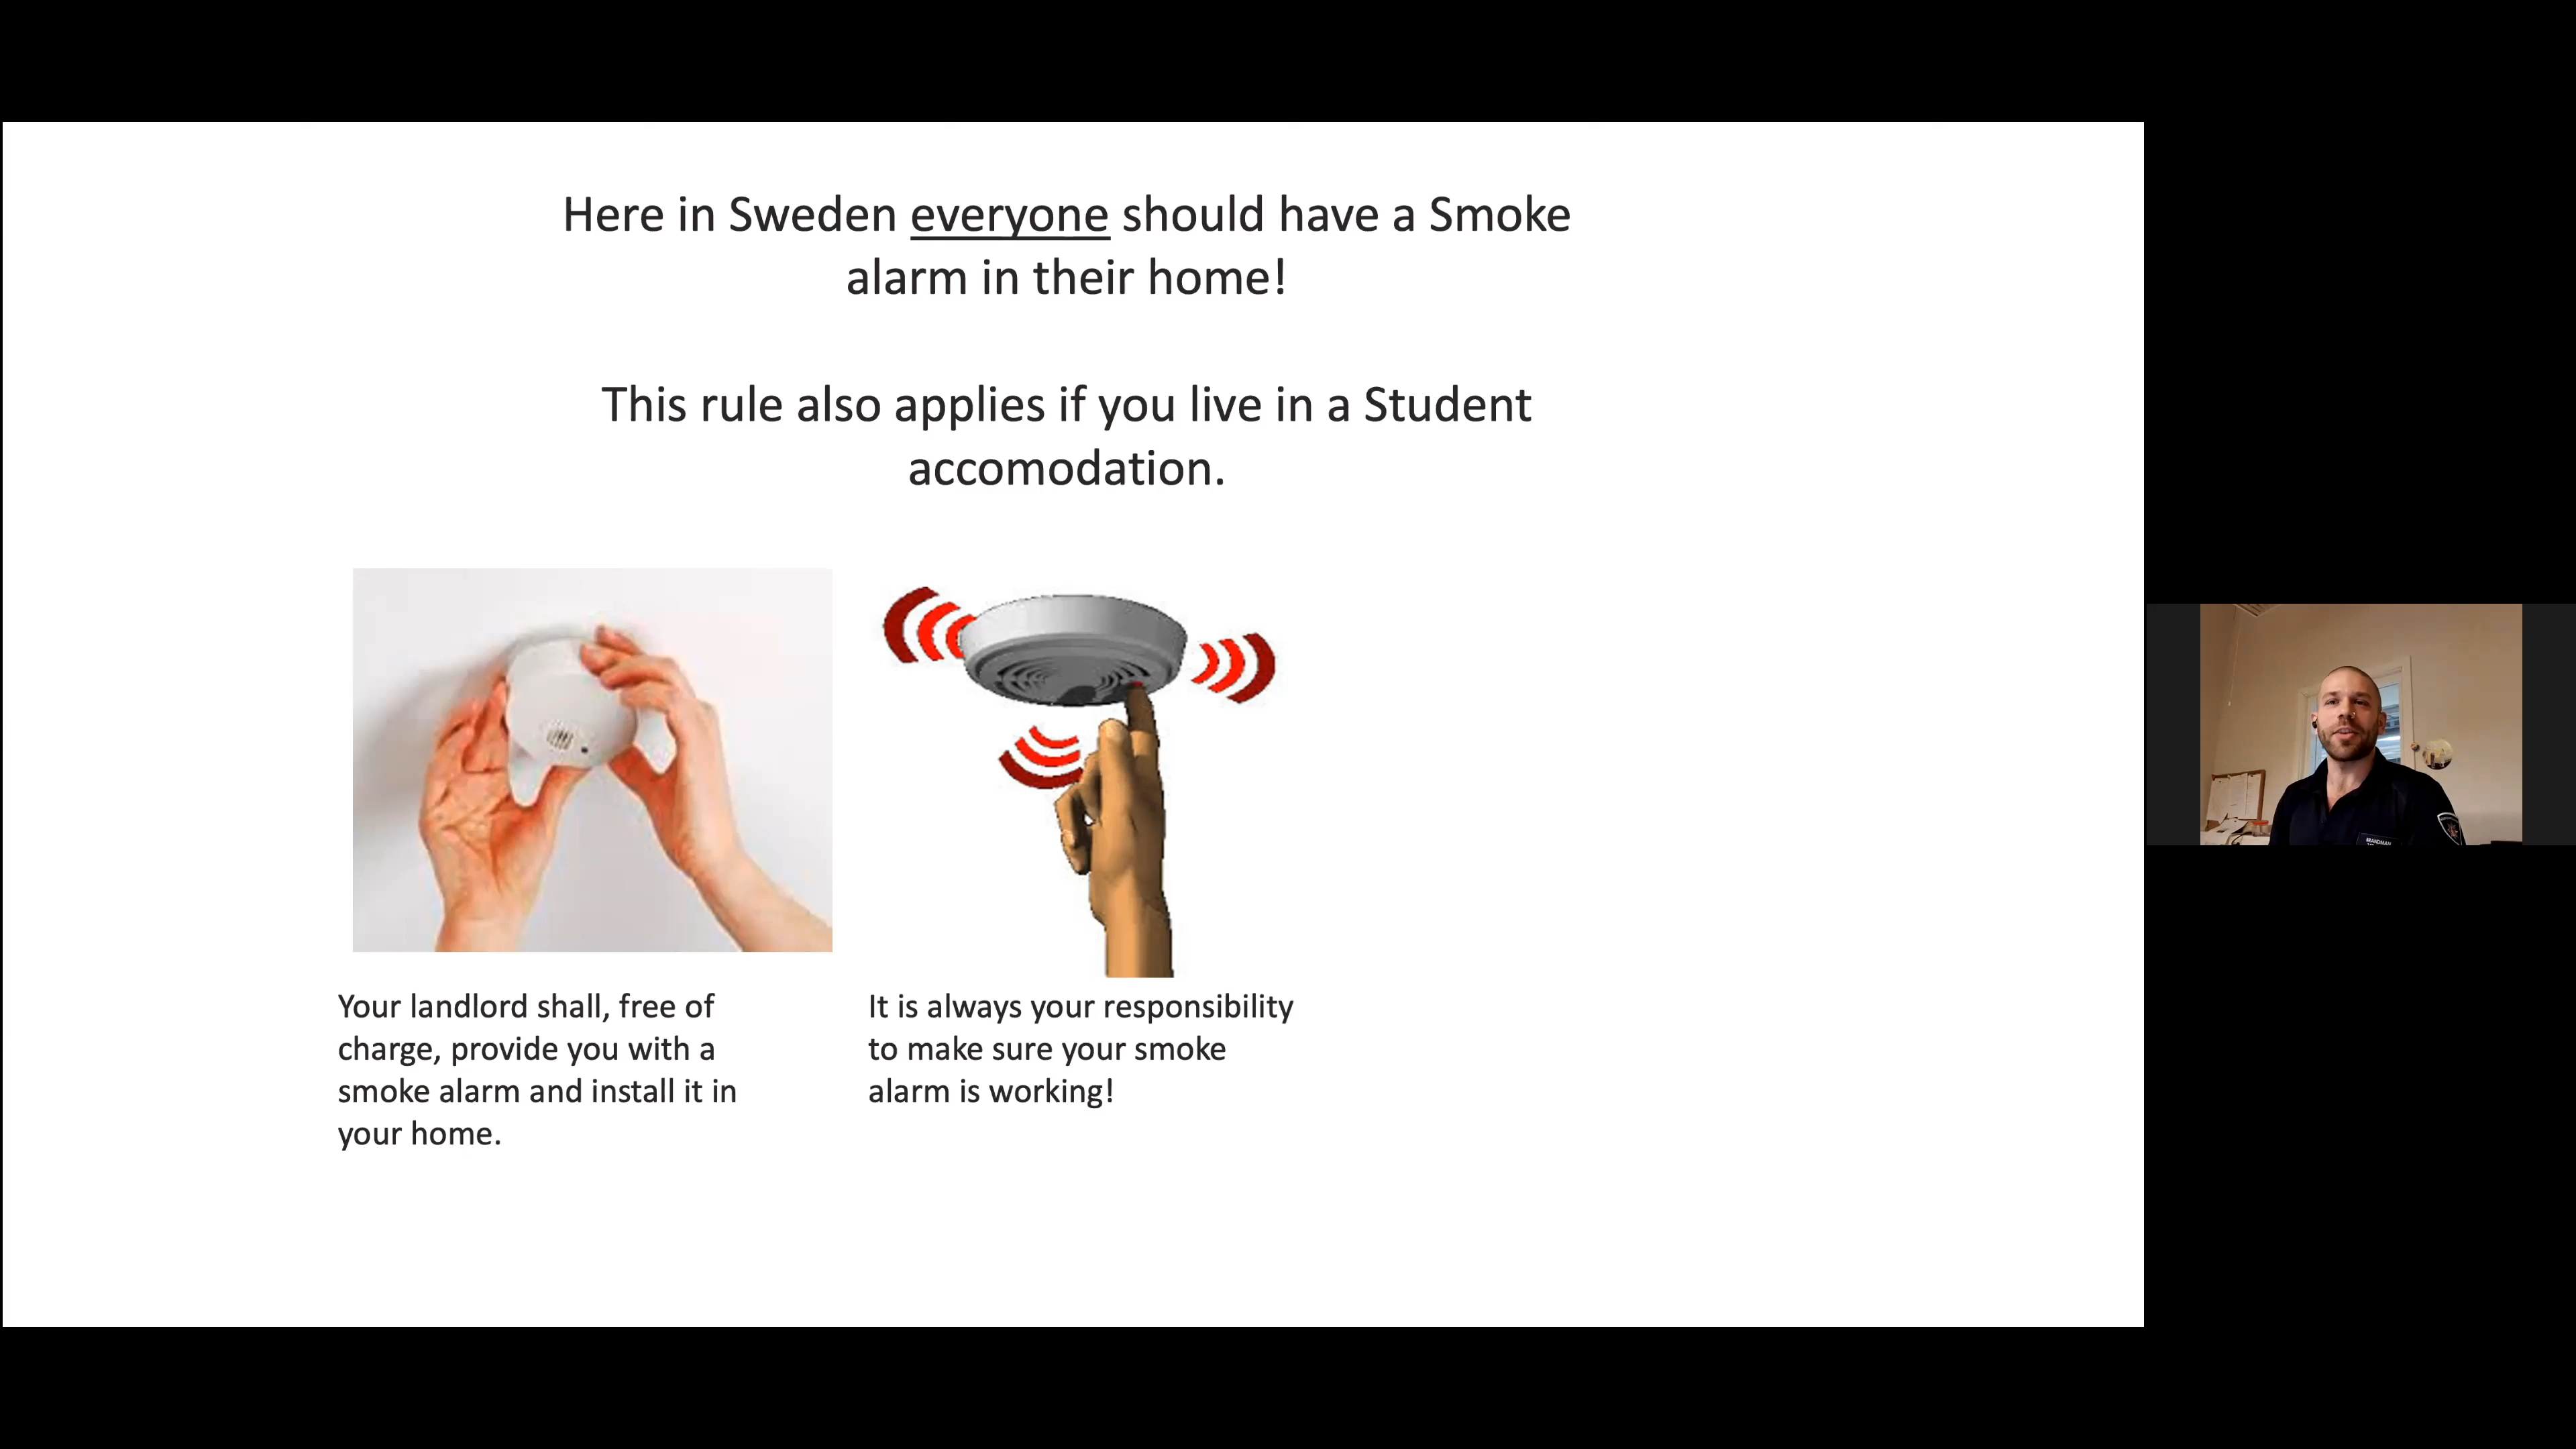 Here in Sweden everyone should have a Smoke
alarm in their home!
This rule also applies if you live in a Student
accomodation.
Your landlord shall, free of
charge, provide you with a
smoke alarm and install it in
your home.
It is always your responsibility
to make sure your smoke
alarm is working!